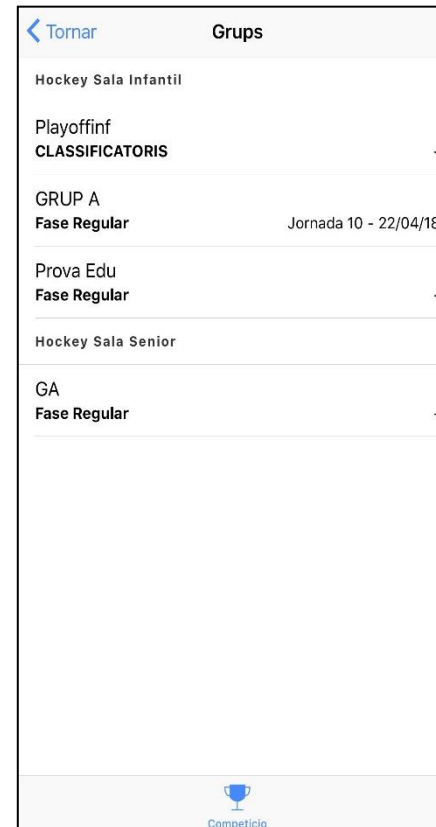 Tornar Grups
Hockey Sala Infantil
Playoffinf
CLASSIFICATORIS -
GRUP A
Fase Regular Jornada 10 - 22/04/18
Prova Edu
Fase Regular -
Hockey Sala Senior
GA
Fase Regular -
Competicio